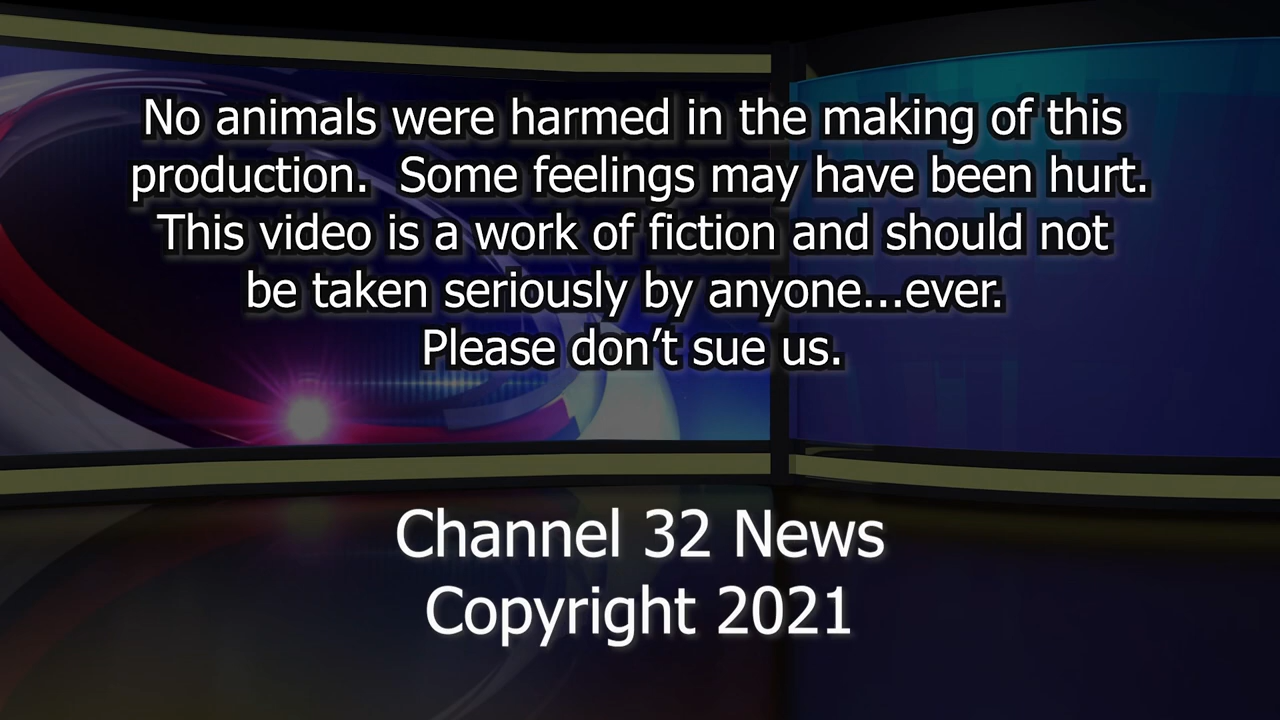 No animals were harmed in the making of this
production.  Some feelings may have been hurt.
This video is a work of fiction and should not
be taken seriously by anyone...ever.
Please don’t sue us.
Channel 32 News
Copyright 2021